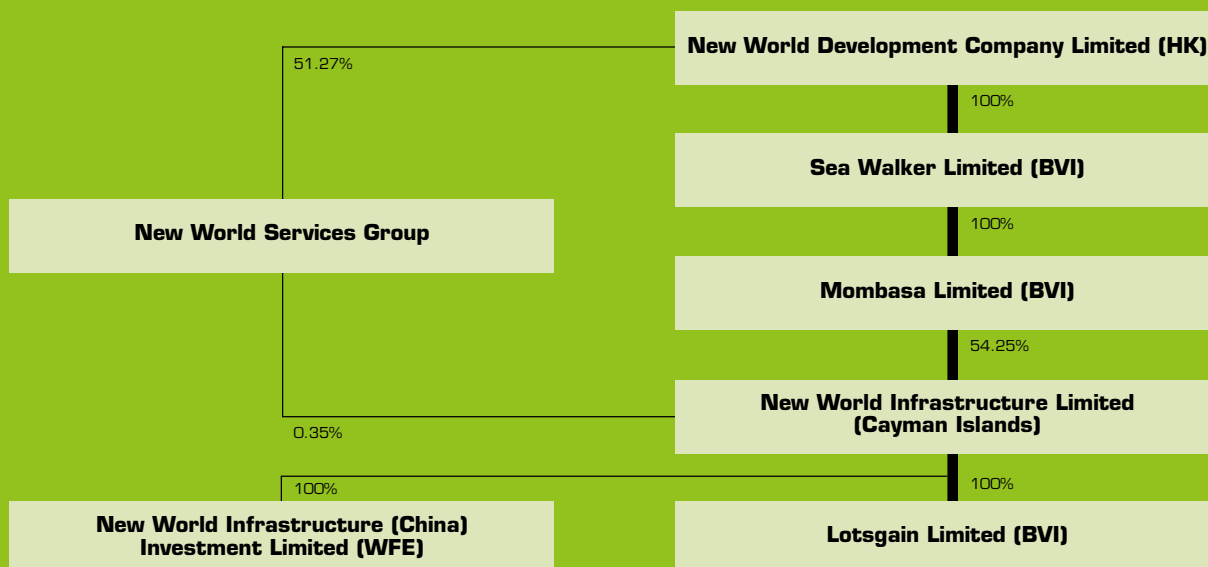 New World Development Company Limited (HK)
51.27%
100%
Sea Walker Limited (BVI)
New World Services Group
100%
Mombasa Limited (BVI)
54.25%
New World Infrastructure Limited
(Cayman Islands)
0.35%
100%
100%
New World Infrastructure (China)
Investment Limited (WFE)
Lotsgain Limited (BVI)